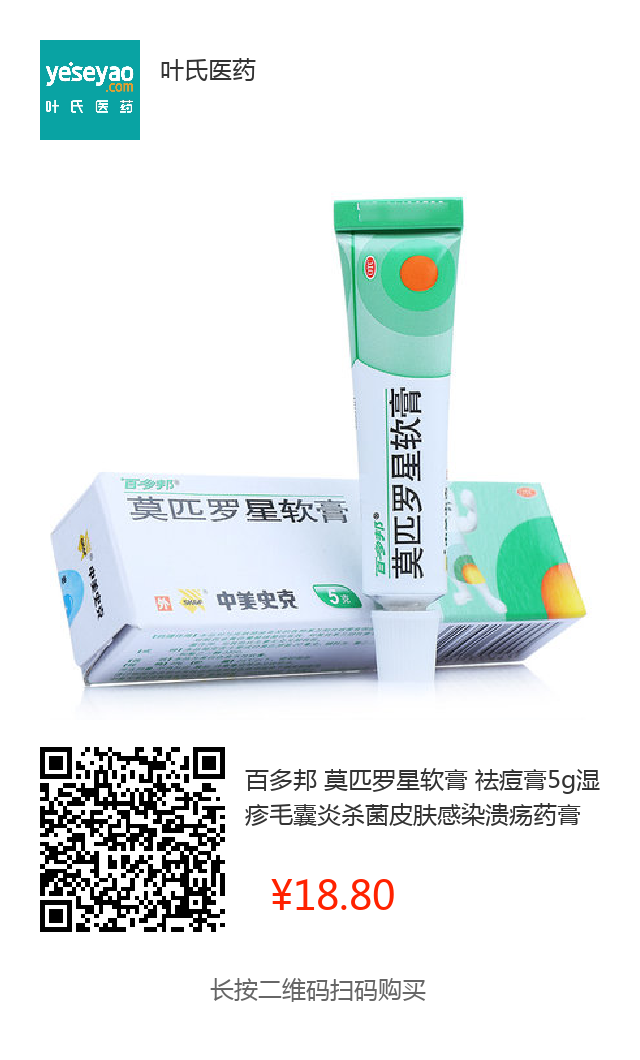 yeseyao
.com
叶氏医药
叶氏医药
百多邦®
莫匹罗星软膏
百多邦®
莫匹罗星软膏
外
中美史克
5克
百多邦 莫匹罗星软膏 祛痘膏5g湿
疹毛囊炎杀菌皮肤感染溃疡药膏
¥18.80
长按二维码扫码购买